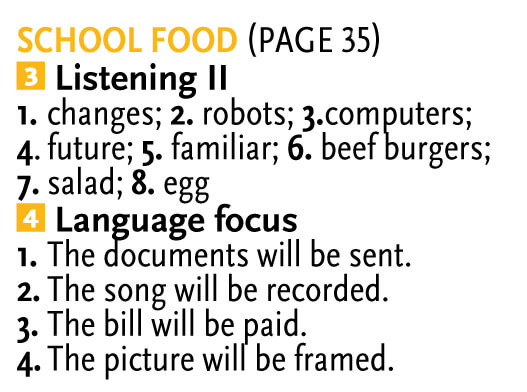 SCHOOL FOOD (PAGE 35)
3 Listening II
1. changes; 2. robots; 3.computers;
4. future; 5. familiar; 6. beef burgers;
7. salad; 8. egg
4 Language focus
1. The documents will be sent.
2. The song will be recorded.
3. The bill will be paid.
4. The picture will be framed.